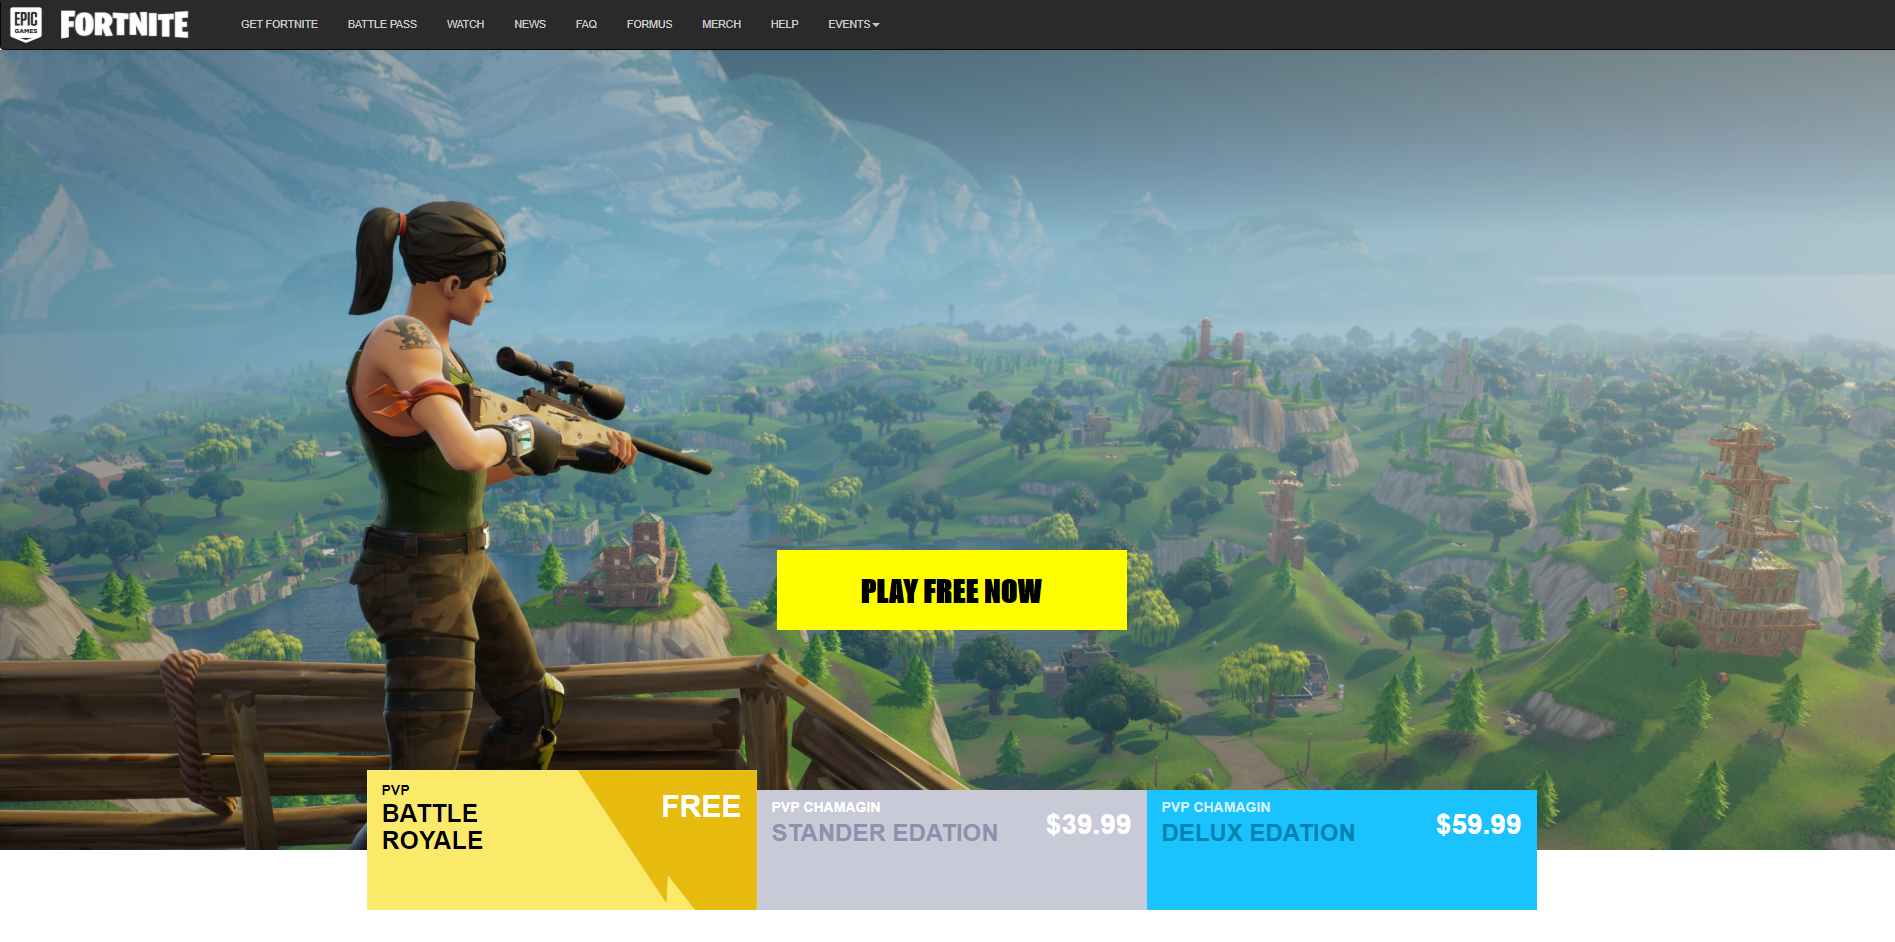 EPIC
GAMES
FORTNITE
GET FORTNITE BATTLE PASS WATCH NEWS FAQ FORMUS MERCH HELP EVENTS
PLAY FREE NOW
PVP
BATTLE
ROYALE
FREE
PVP CHAMAGIN
STANDER EDATION
$39.99
PVP CHAMAGIN
DELUX EDATION
$59.99